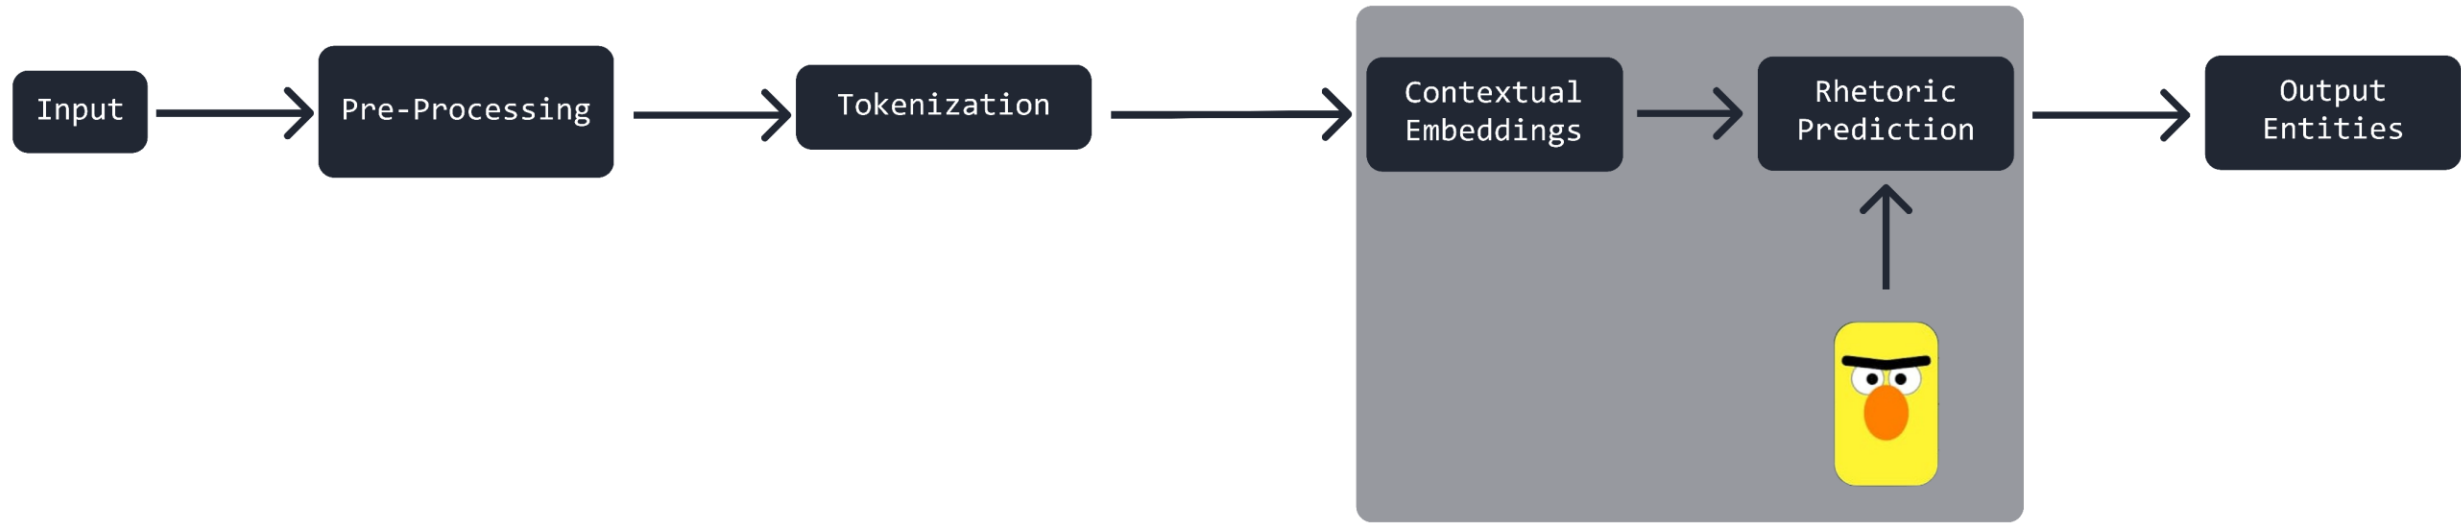 Input
Pre-Processing
Tokenization
Contextual
Embeddings
Rhetoric
Prediction
Output
Entities